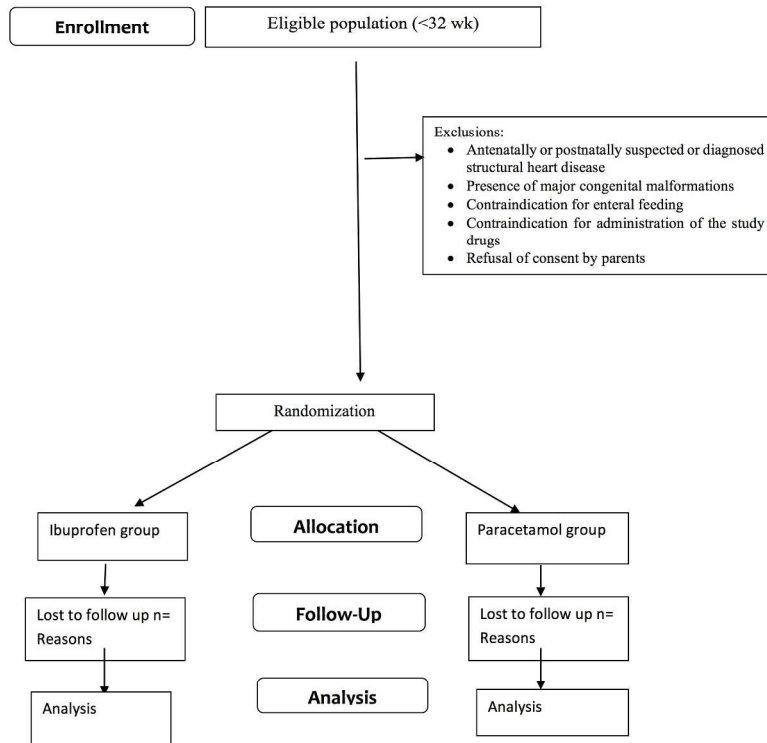 Enrollment
Eligible population (<32 wk)
Exclusions:
• Antenatally or postnatally suspected or diagnosed
structural heart disease
• Presence of major congenital malformations
• Contraindication for enteral feeding
• Contraindication for administration of the study
drugs
• Refusal of consent by parents
Randomization
Ibuprofen group
Allocation
Paracetamol group
Lost to follow up n=
Reasons
Follow-Up
Lost to follow up n=
Reasons
Analysis
Analysis
Analysis